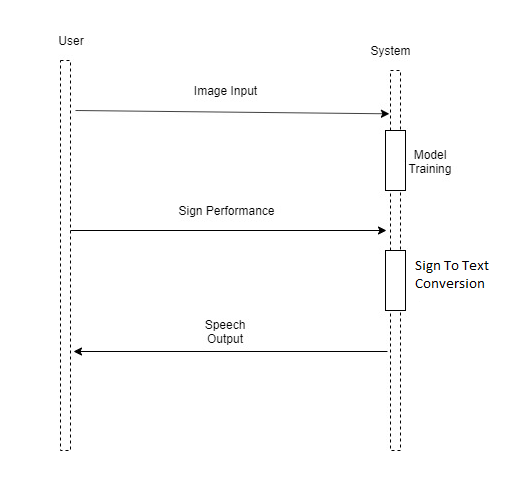 User
System
Image Input
Model
Training
Sign Performance
Sign To Text
Conversion
Speech
Output